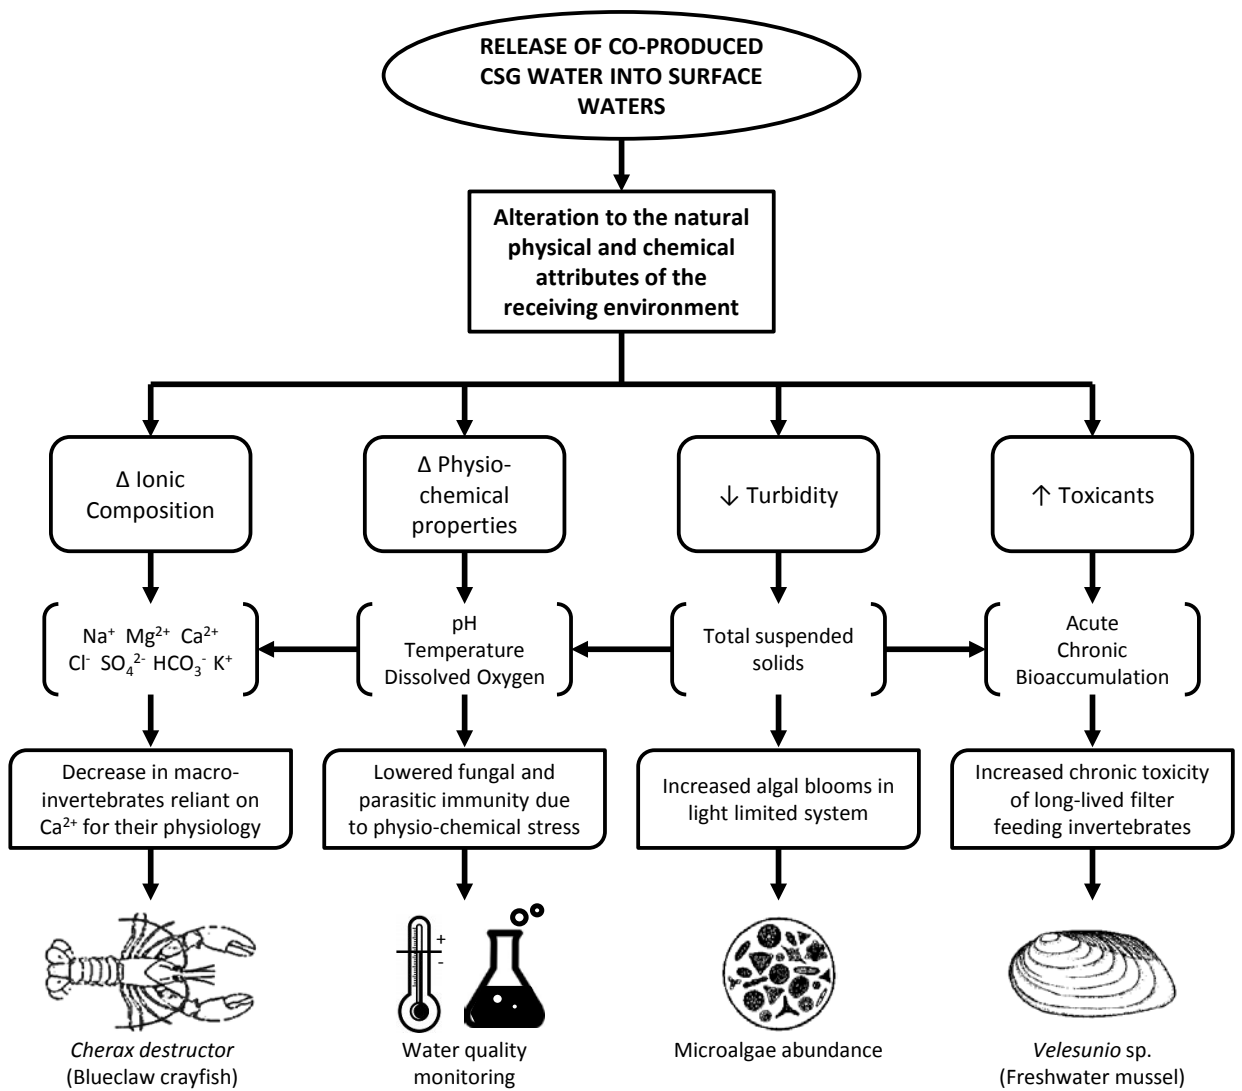 RELEASE OF CO-PRODUCED
CSG WATER INTO SURFACE
WATERS
Alteration to the natural
physical and chemical
attributes of the
receiving environment
Δ Ionic
Composition
Δ Physio-
chemical
properties
↓ Turbidity
↑ Toxicants
Na⁺ Mg²⁺ Ca²⁺
Cl⁻ SO₄²⁻ HCO₃⁻ K⁺
pH
Temperature
Dissolved Oxygen
Total suspended
solids
Acute
Chronic
Bioaccumulation
Decrease in macro-
invertebrates reliant on
Ca²⁺ for their physiology
Lowered fungal and
parasitic immunity due
to physio-chemical stress
Increased algal blooms in
light limited system
Increased chronic toxicity
of long-lived filter
feeding invertebrates
+
-
Cherax destructor
(Blueclaw crayfish)
Water quality
monitoring
Microalgae abundance
Velesunio sp.
(Freshwater mussel)